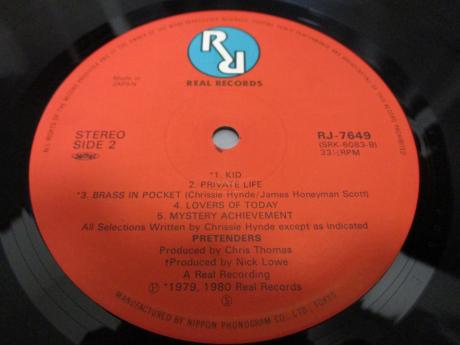 RR
REAL RECORDS
Made in
JAPAN
STEREO
SIDE 2
RJ-7649
(SRK-6083-B)
33⅓RPM
*1. KID
2. PRIVATE LIFE
*3. BRASS IN POCKET (Chrissie Hynde/James Honeyman Scott)
4. LOVERS OF TODAY
5. MYSTERY ACHIEVEMENT
All Selections Written by Chrissie Hynde except as indicated
PRETENDERS
Produced by Chris Thomas
†Produced by Nick Lowe
A Real Recording
Ⓟ *1979, 1980 Real Records
Ⓢ
MANUFACTURED BY NIPPON PHONOGRAM CO., LTD., TOKYO